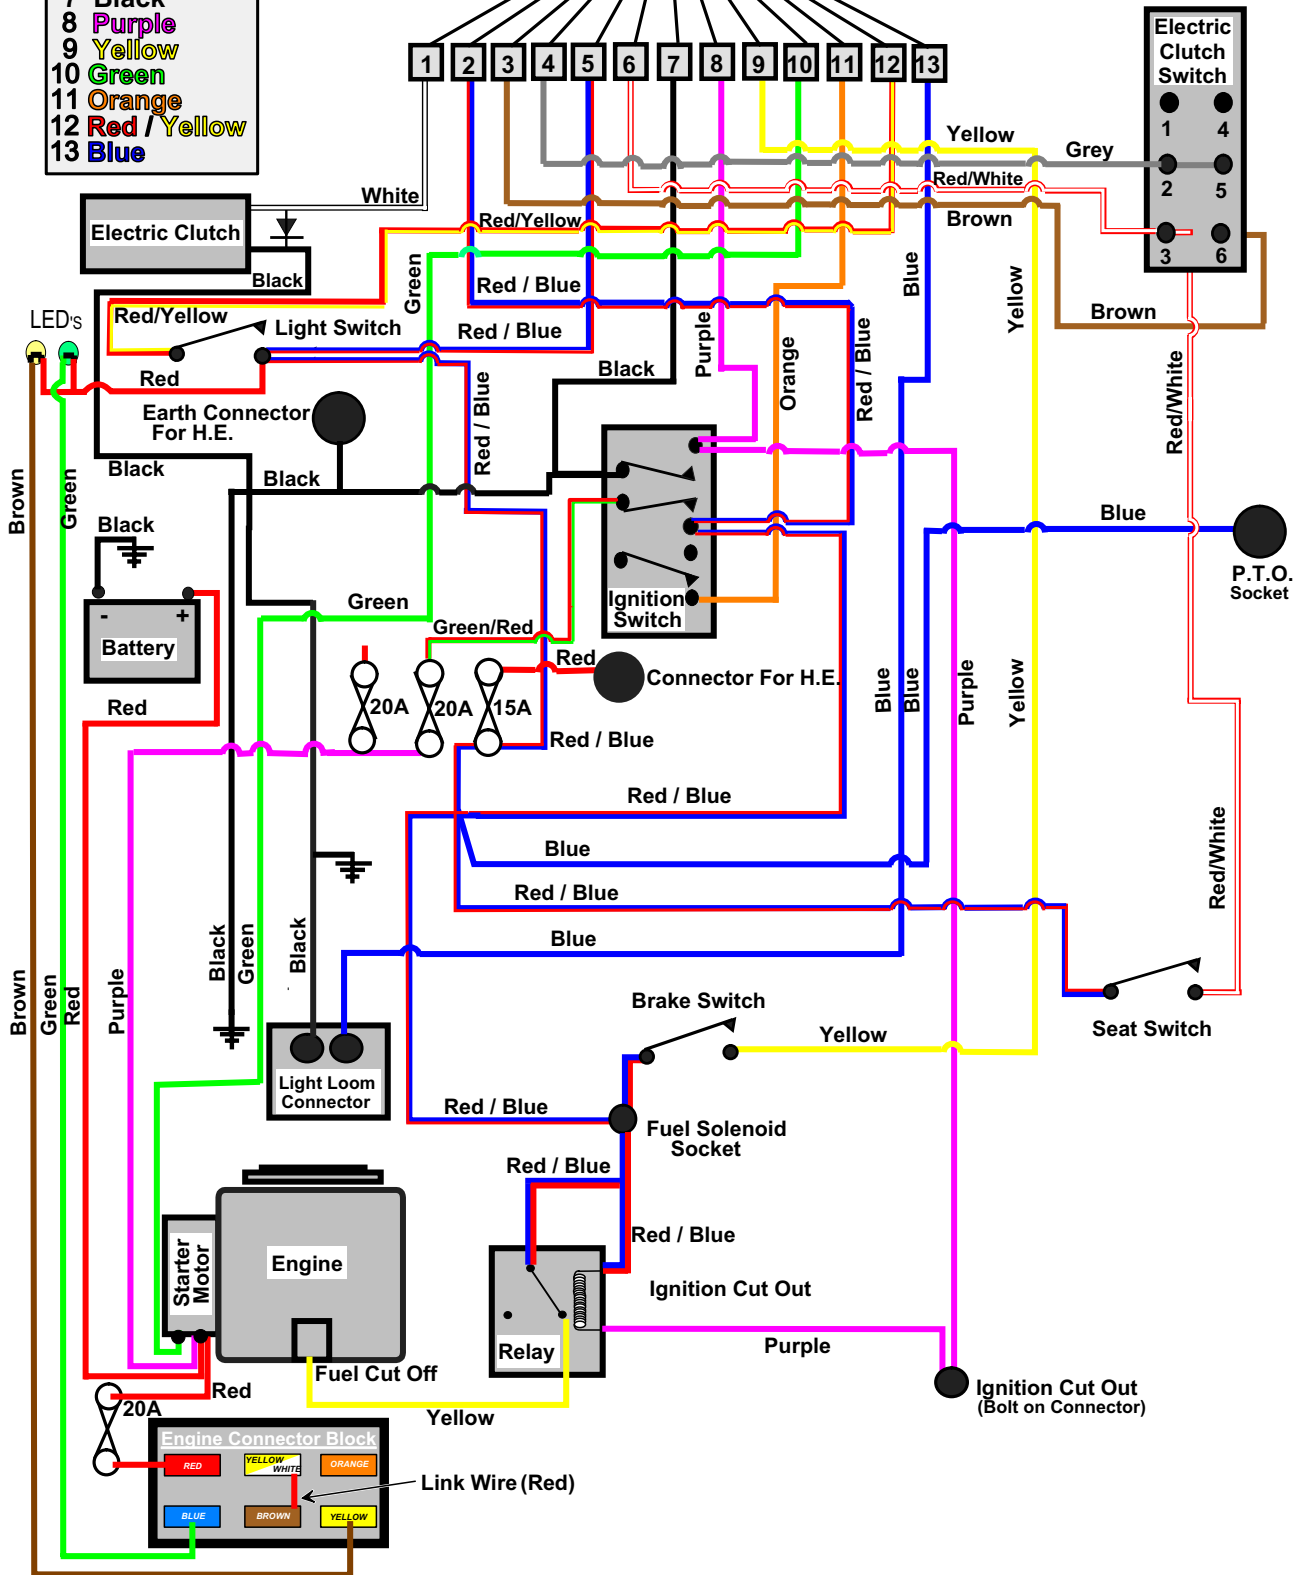 7 Black
8 Purple
9 Yellow
10 Green
11 Orange
12 Red / Yellow
13 Blue
1 2 3 4 5 6 7 8 9 10 11 12 13
Electric
Clutch
Switch
1 4
2 5
3 6
Yellow
Grey
Red/White
Brown
White
Electric Clutch
Black
Red/Yellow
Green
Red / Blue
Blue
Yellow
Brown
LED's
Red/Yellow
Light Switch
Red / Blue
Red
Black
Purple
Orange
Red / Blue
Red / Blue
Red/White
Earth Connector
For H.E.
Black
Black
Brown
Green
Black
Blue
P.T.O.
Socket
- +
Battery
Green
Green/Red
Ignition
Switch
Red
Connector For H.E.
20A
20A
15A
Red
Red / Blue
Blue
Blue
Purple
Yellow
Red / Blue
Blue
Red / Blue
Red/White
Blue
Black
Green
Black
Brown
Green
Red
Purple
Brake Switch
Yellow
Seat Switch
Light Loom
Connector
Red / Blue
Fuel Solenoid
Socket
Red / Blue
Red / Blue
Starter
Motor
Engine
Ignition Cut Out
Relay
Purple
Fuel Cut Off
Red
20A
Yellow
Ignition Cut Out
(Bolt on Connector)
Engine Connector Block
RED
YELLOW
WHITE
ORANGE
Link Wire (Red)
BLUE
BROWN
YELLOW